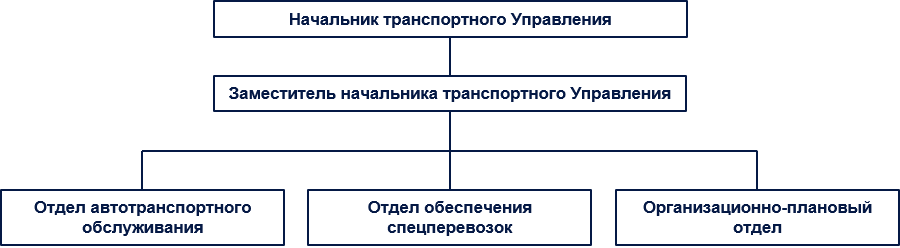 Начальник транспортного Управления
Заместитель начальника транспортного Управления
Отдел автотранспортного
обслуживания
Отдел обеспечения
спецперевозок
Организационно-плановый
отдел